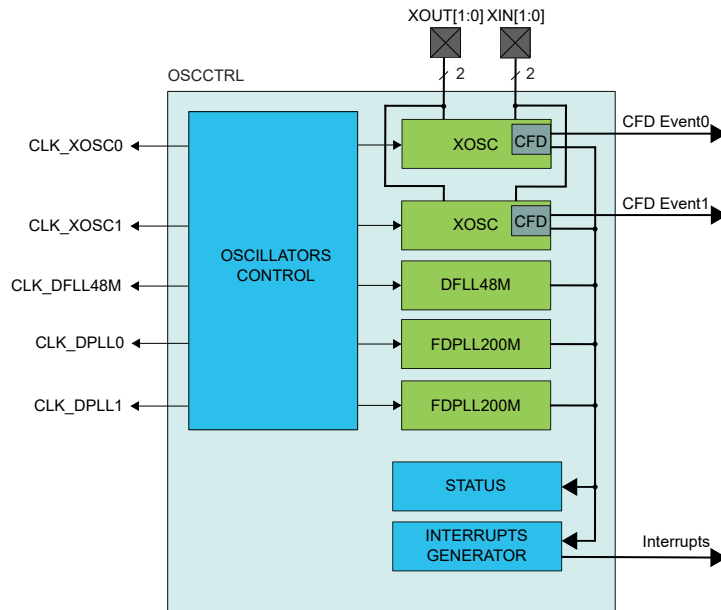 XOUT[1:0] XIN[1:0]
2 2
OSCCTRL
XOSC CFD CFD Event0
CLK_XOSC0
XOSC CFD CFD Event1
CLK_XOSC1
OSCILLATORS
CONTROL
CLK_DFLL48M DFLL48M
CLK_DPLL0 FDPLL200M
CLK_DPLL1 FDPLL200M
STATUS
INTERRUPTS
GENERATOR
Interrupts